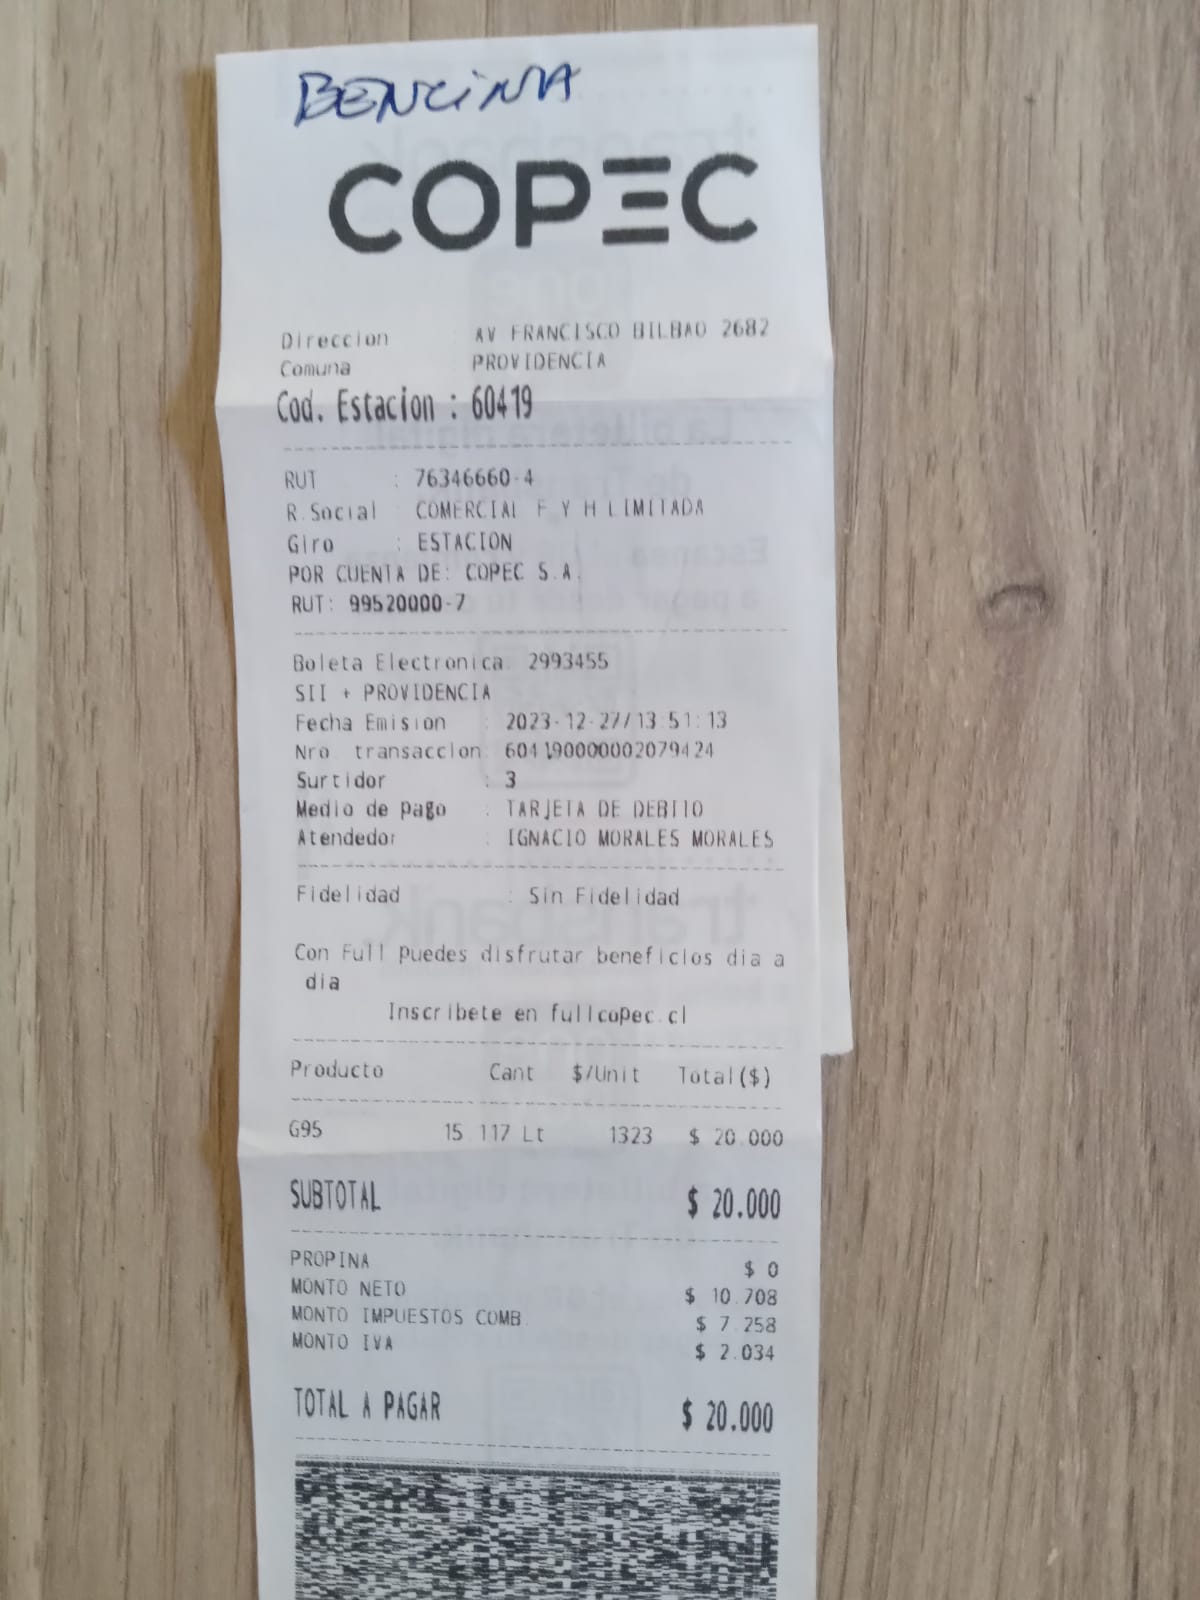 BENCINA
COPEC
Direccion : AV FRANCISCO BILBAO 2682
Comuna PROVIDENCIA
Cod. Estacion : 60419
RUT : 76346660-4
R.Social COMERCIAL F Y H LIMITADA
Giro : ESTACION
POR CUENTA DE: COPEC S.A.
RUT: 99520000-7
Boleta Electronica: 2993455
SII + PROVIDENCIA
Fecha Emision : 2023-12-27/13:51:13
Nro. transaccion: 604190000002079424
Surtidor : 3
Medio de pago : TARJETA DE DEBITO
Atendedor : IGNACIO MORALES MORALES
Fidelidad : Sin Fidelidad
Con Full puedes disfrutar beneficios dia a
dia
Inscribete en fullcopec.cl
Producto Cant $/Unit Total($)
G95 15.117 Lt 1323 $ 20.000
SUBTOTAL $ 20.000
PROPINA $ 0
MONTO NETO $ 10.708
MONTO IMPUESTOS COMB. $ 7.258
MONTO IVA $ 2.034
TOTAL A PAGAR $ 20.000